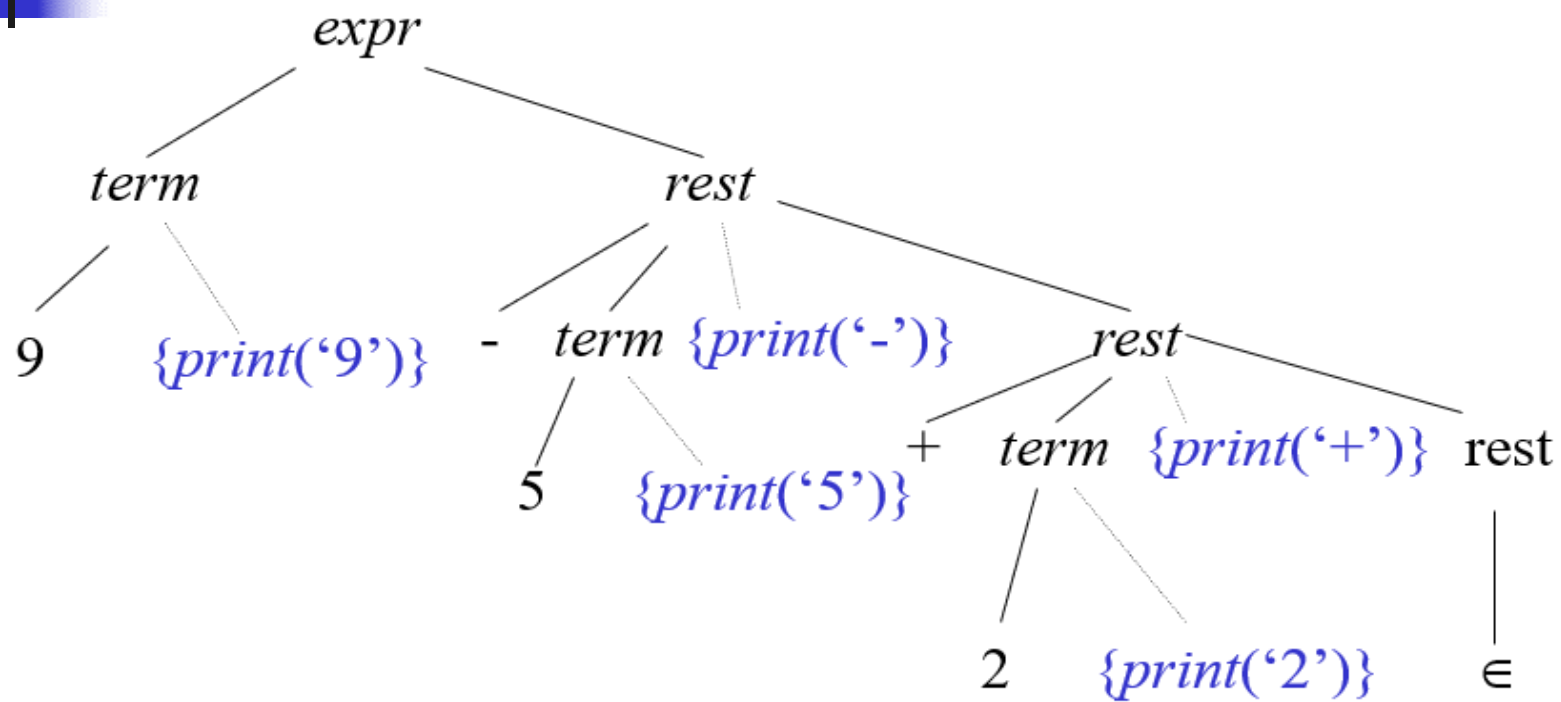 expr
term rest
9 {print(‘9’)} - term {print(‘-’)} rest
5 {print(‘5’)} + term {print(‘+’)} rest
2 {print(‘2’)} ∈